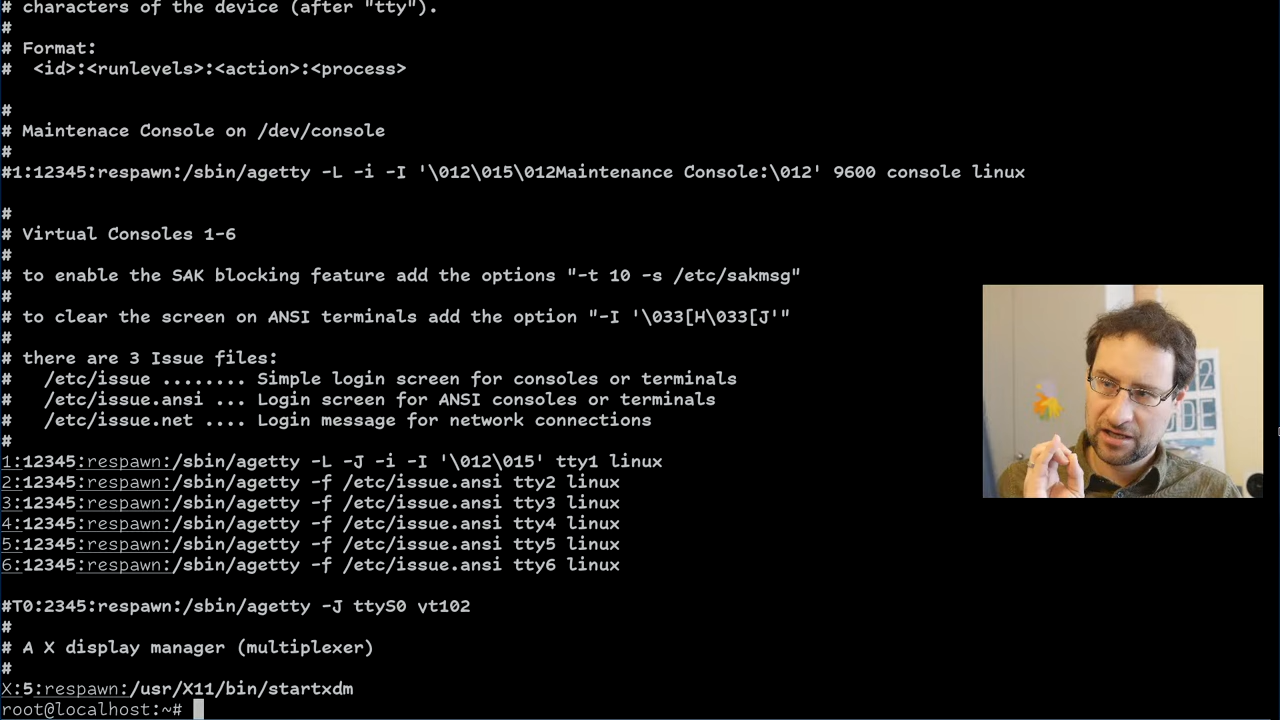 # characters of the device (after "tty").
#
# Format:
#  <id>:<runlevels>:<action>:<process>
#
# Maintenace Console on /dev/console
#
#1:12345:respawn:/sbin/agetty -L -i -I '\012\015\012Maintenance Console:\012' 9600 console linux
#
# Virtual Consoles 1-6
#
# to enable the SAK blocking feature add the options "-t 10 -s /etc/sakmsg"
#
# to clear the screen on ANSI terminals add the option "-I '\033[H\033[J'"
#
# there are 3 Issue files:
#   /etc/issue ........ Simple login screen for consoles or terminals
#   /etc/issue.ansi ... Login screen for ANSI consoles or terminals
#   /etc/issue.net .... Login message for network connections
#
1:12345:respawn:/sbin/agetty -L -J -i -I '\012\015' tty1 linux
2:12345:respawn:/sbin/agetty -f /etc/issue.ansi tty2 linux
3:12345:respawn:/sbin/agetty -f /etc/issue.ansi tty3 linux
4:12345:respawn:/sbin/agetty -f /etc/issue.ansi tty4 linux
5:12345:respawn:/sbin/agetty -f /etc/issue.ansi tty5 linux
6:12345:respawn:/sbin/agetty -f /etc/issue.ansi tty6 linux
#T0:2345:respawn:/sbin/agetty -J ttyS0 vt102
#
# A X display manager (multiplexer)
#
X:5:respawn:/usr/X11/bin/startxdm
root@localhost:~#